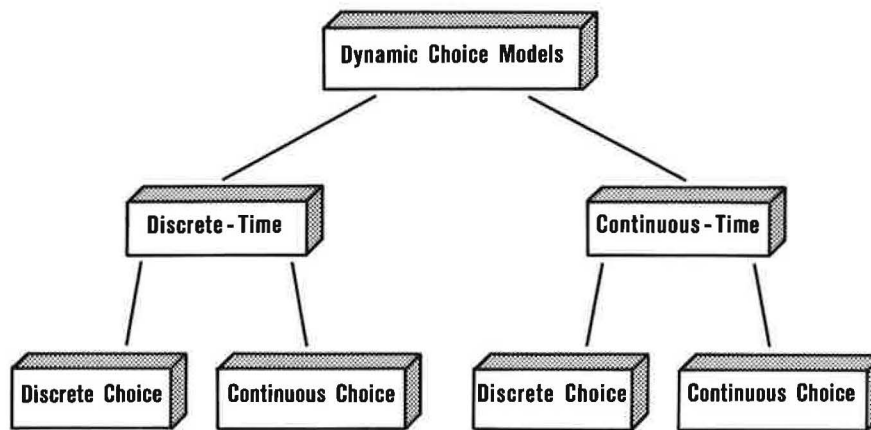 Dynamic Choice Models
Discrete-Time
Continuous-Time
Discrete Choice
Continuous Choice
Discrete Choice
Continuous Choice